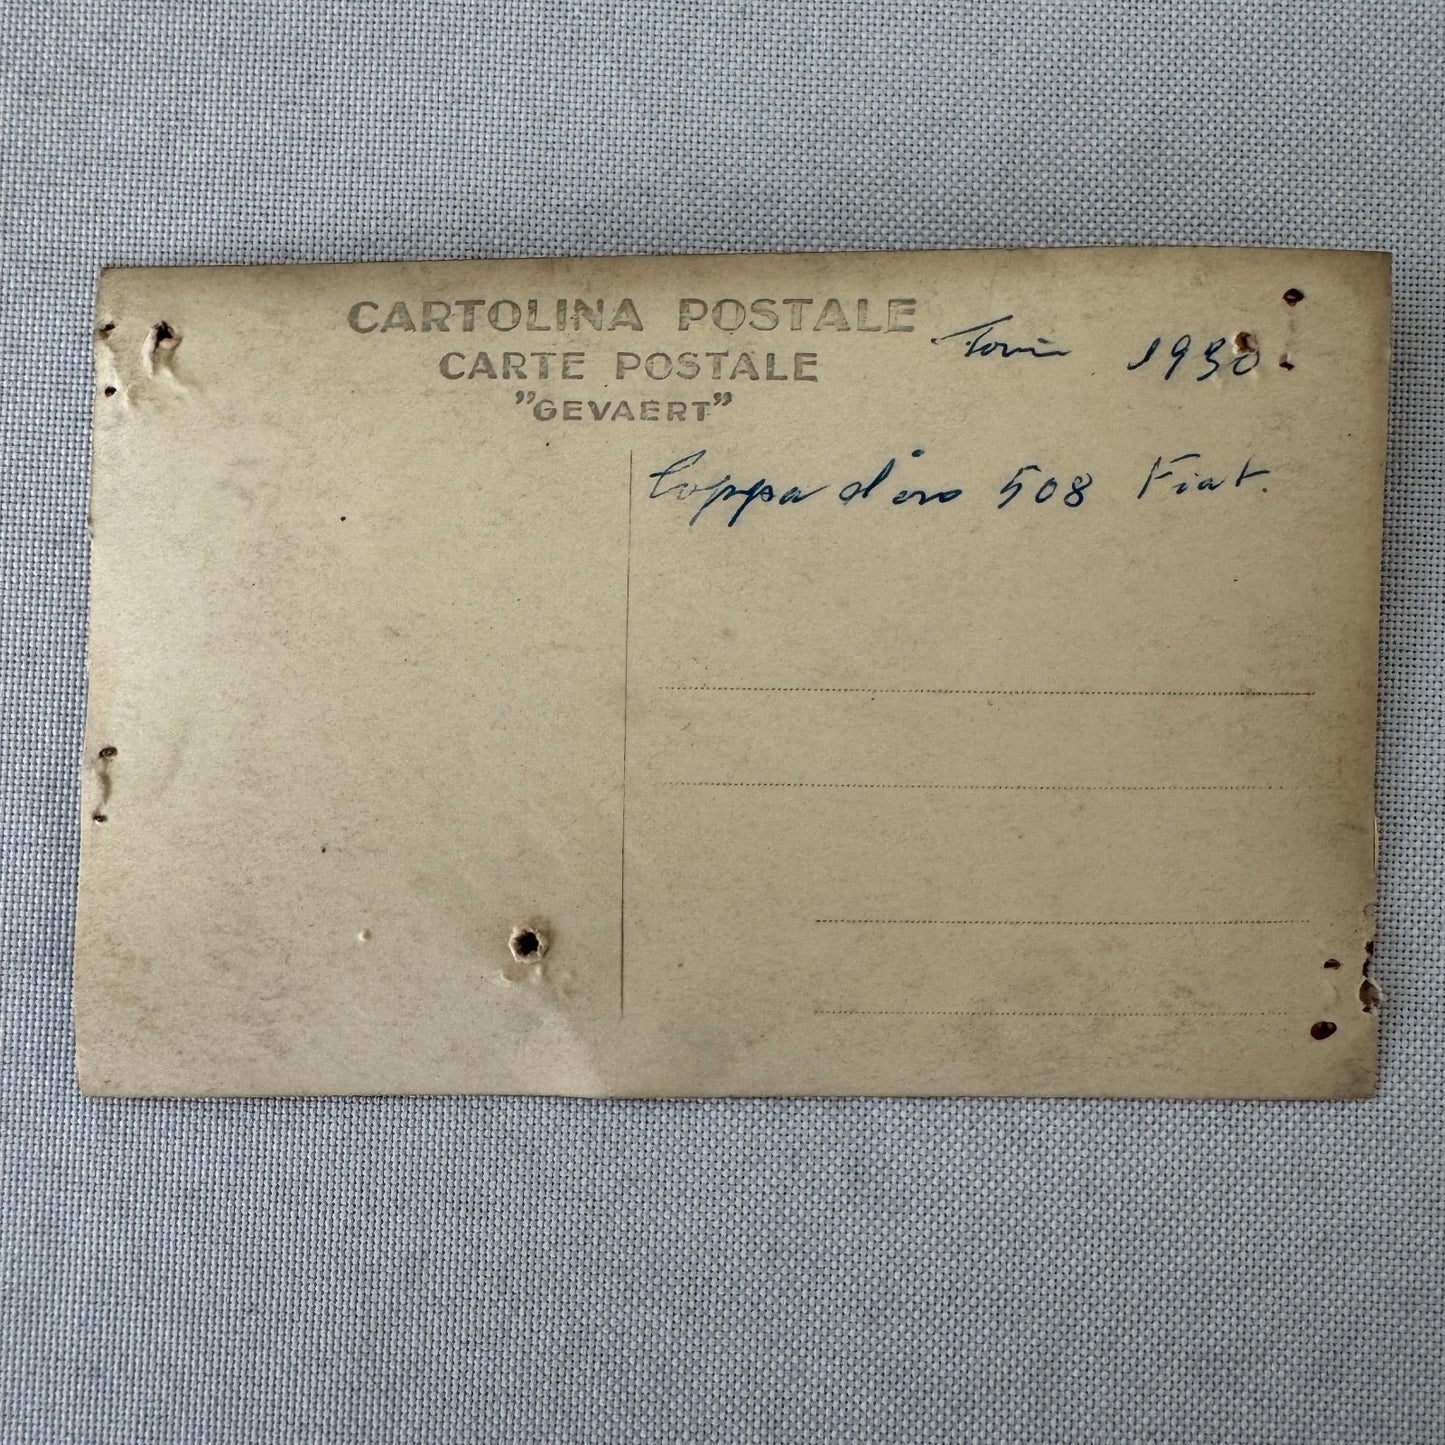 CARTOLINA POSTALE
CARTE POSTALE
"GEVAERT"
1930
Coppa d'oro 508 Fiat.